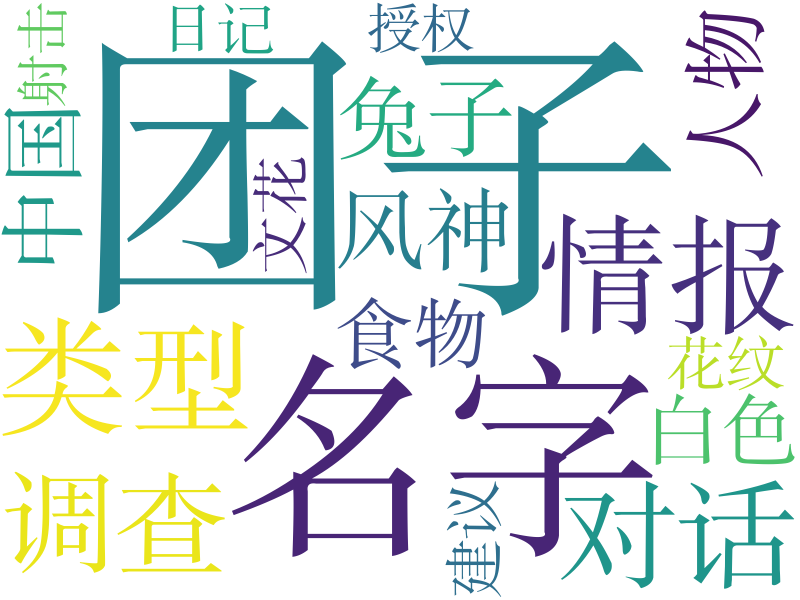 日记
授权
射击
团子
人物
兔子
中国
文花
风神
情报
食物
类型
花纹
名字
白色
调查
对话
建议